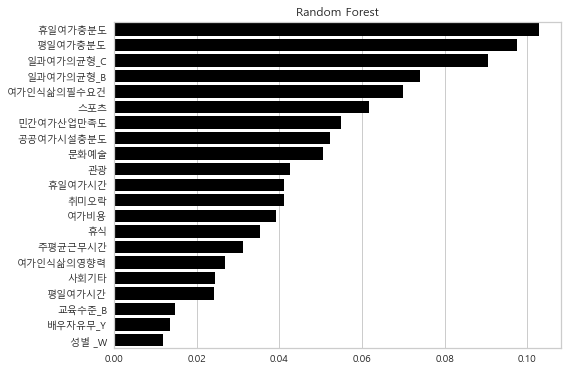 Random Forest
휴일여가충분도
평일여가충분도
일과여가의균형_C
일과여가의균형_B
여가인식삶의필수요건
스포츠
민간여가산업만족도
공공여가시설충분도
문화예술
관광
휴일여가시간
취미오락
여가비용
휴식
주평균근무시간
여가인식삶의영향력
사회기타
평일여가시간
교육수준_B
배우자유무_Y
성별 _W
0.00 0.02 0.04 0.06 0.08 0.10